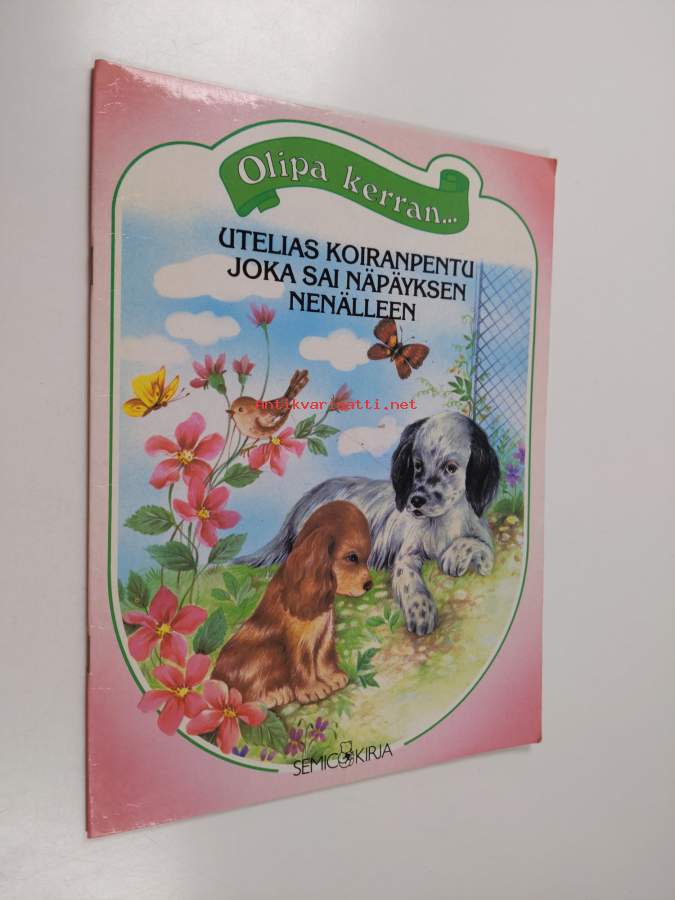 Olipa kerran...
UTELIAS KOIRANPENTU
JOKA SAI NÄPÄYKSEN
NENÄLLEEN
antikvariaatti.net
SEMIC KIRJA